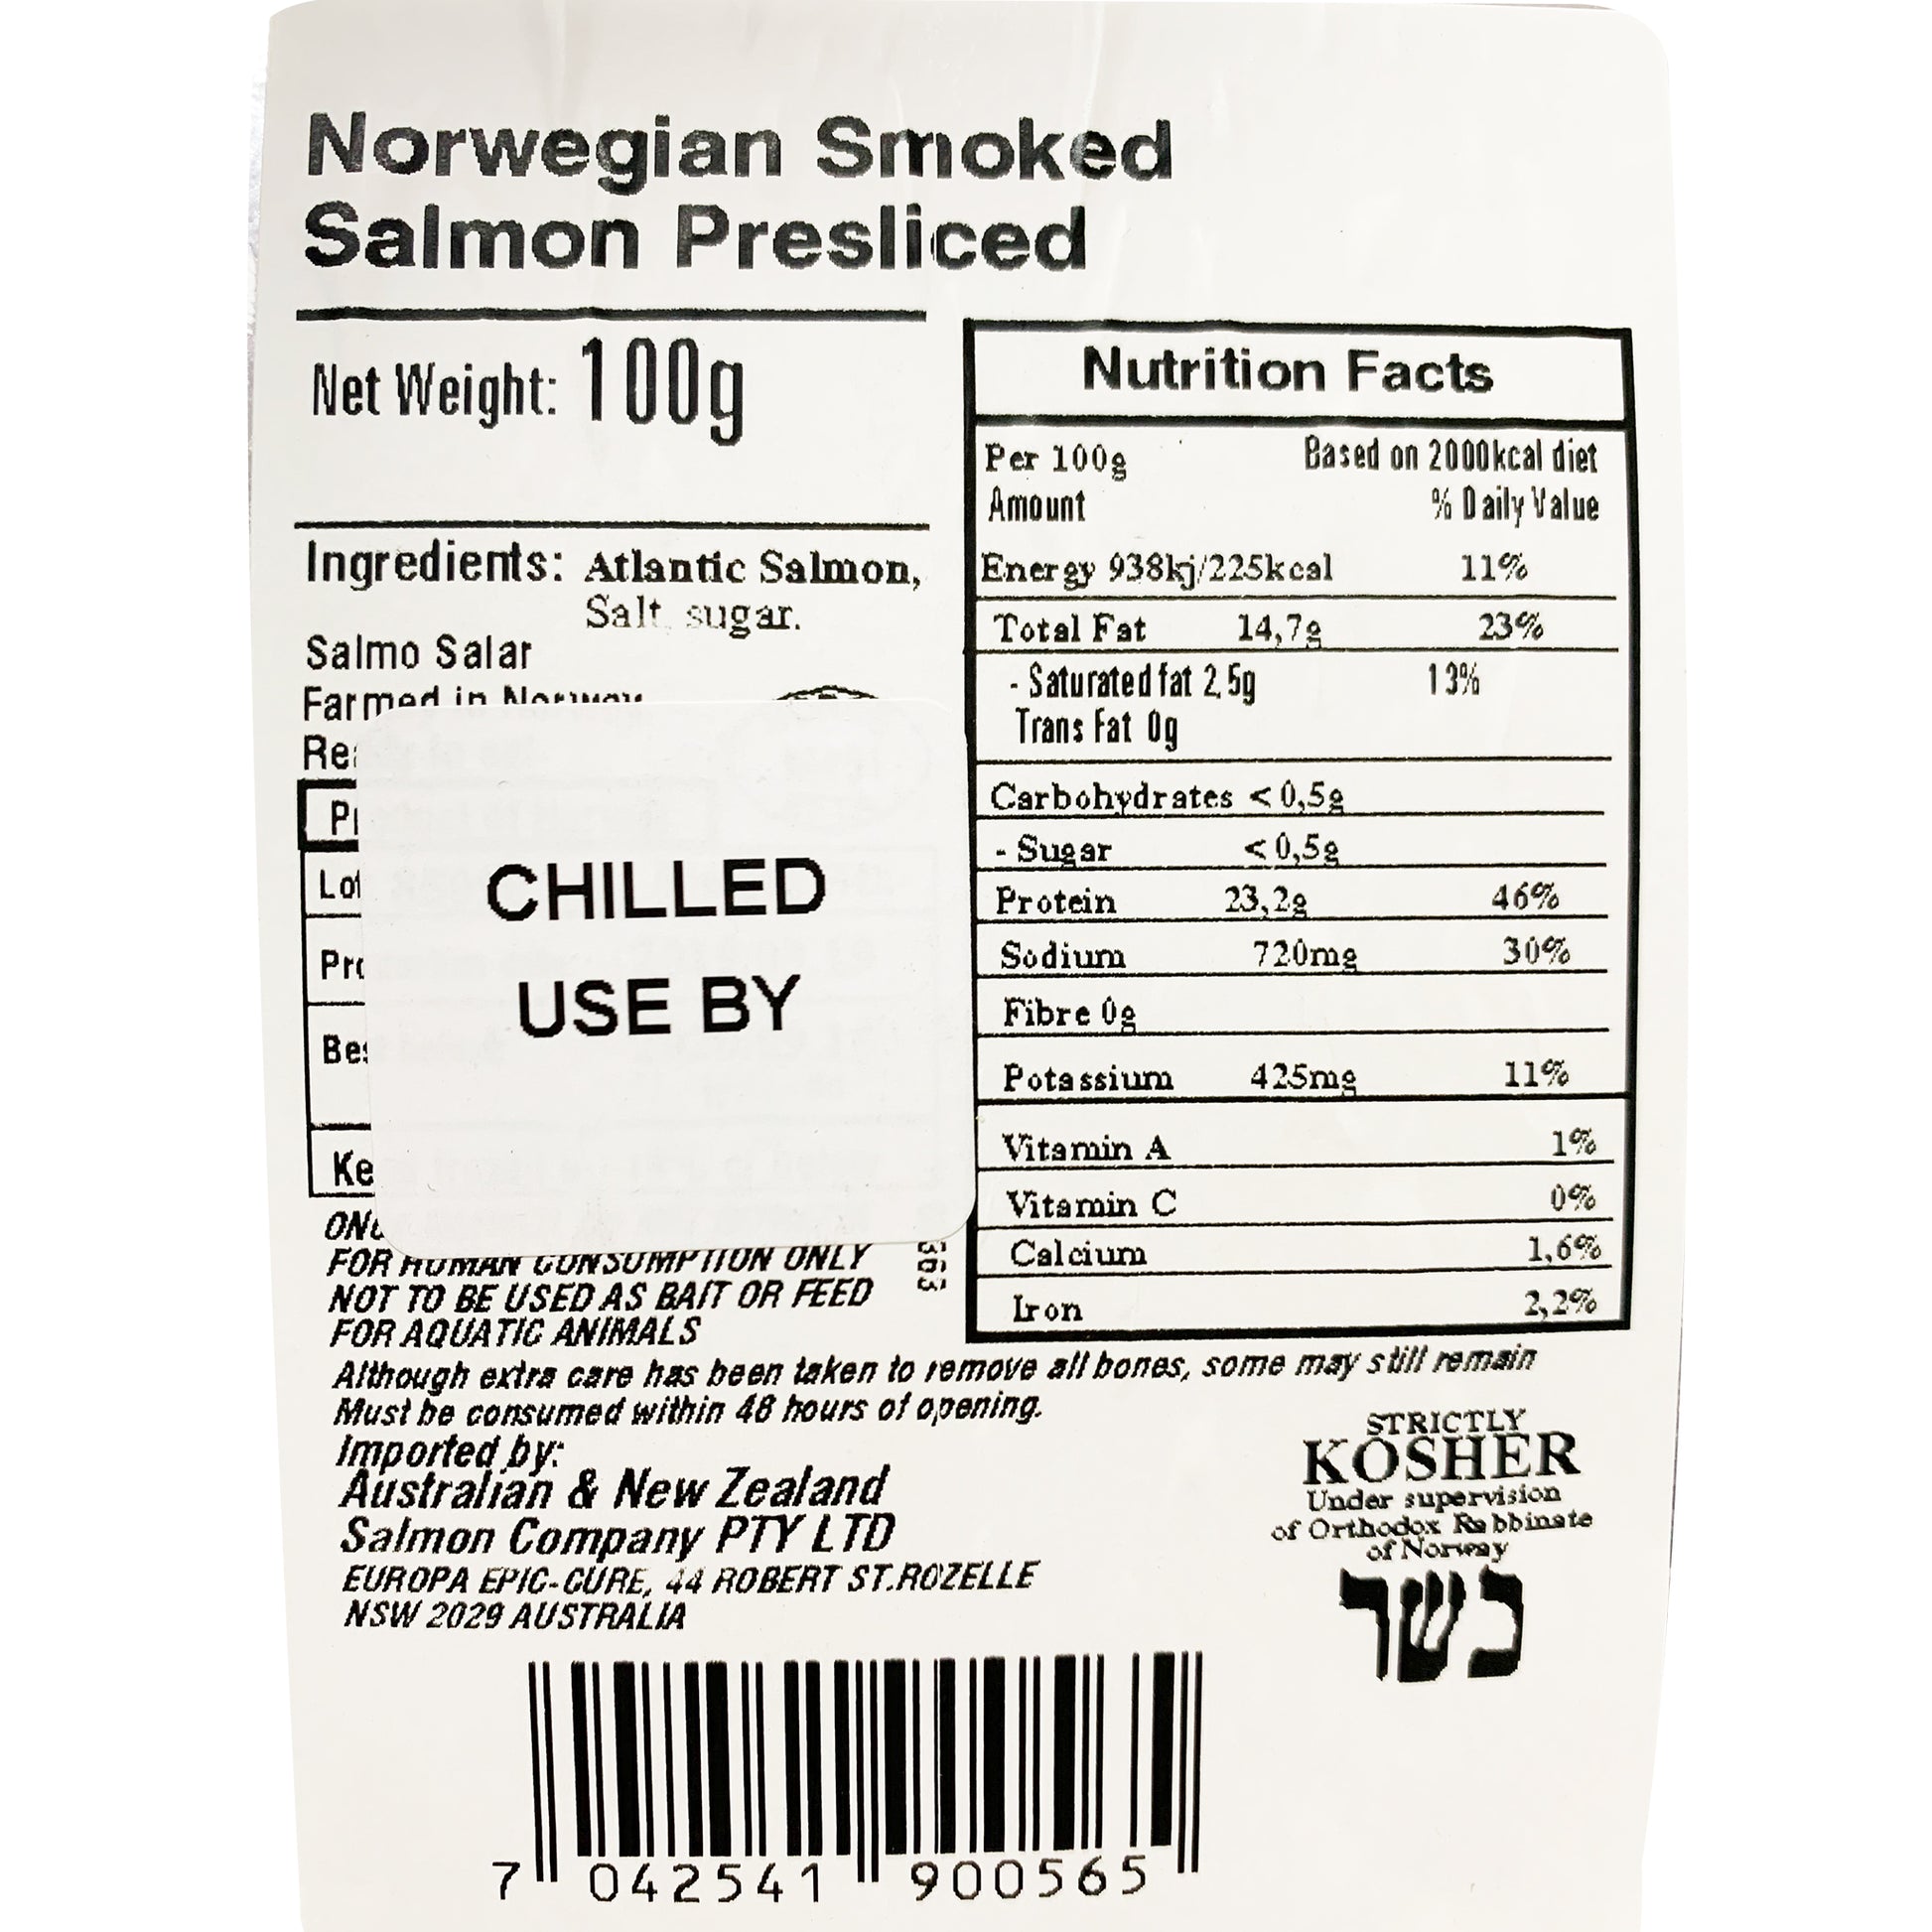 Norwegian Smoked
Salmon Presliced
Net Weight: 100g
Ingredients: Atlantic Salmon,
Salt, sugar.
Salmo Salar
Farmed in Norway
CHILLED
USE BY
FOR HUMAN CONSUMPTION ONLY
NOT TO BE USED AS BAIT OR FEED
FOR AQUATIC ANIMALS
363
Nutrition Facts
Per 100g Based on 2000kcal diet
Amount % Daily Value
Energy 938kj/225kcal 11%
Total Fat 14,7g 23%
- Saturated fat 2,5g 13%
Trans Fat 0g
Carbohydrates <0,5g
- Sugar <0,5g
Protein 23,2g 46%
Sodium 720mg 30%
Fibre 0g
Potassium 425mg 11%
Vitamin A 1%
Vitamin C 0%
Calcium 1,6%
Iron 2,2%
Although extra care has been taken to remove all bones, some may still remain
Must be consumed within 48 hours of opening.
Imported by:
Australian & New Zealand
Salmon Company PTY LTD
EUROPA EPIC-CURE, 44 ROBERT ST.ROZELLE
NSW 2029 AUSTRALIA
STRICTLY
KOSHER
Under supervision
of Orthodox Rabbinate
of Norway
כשר
7 042541 900565